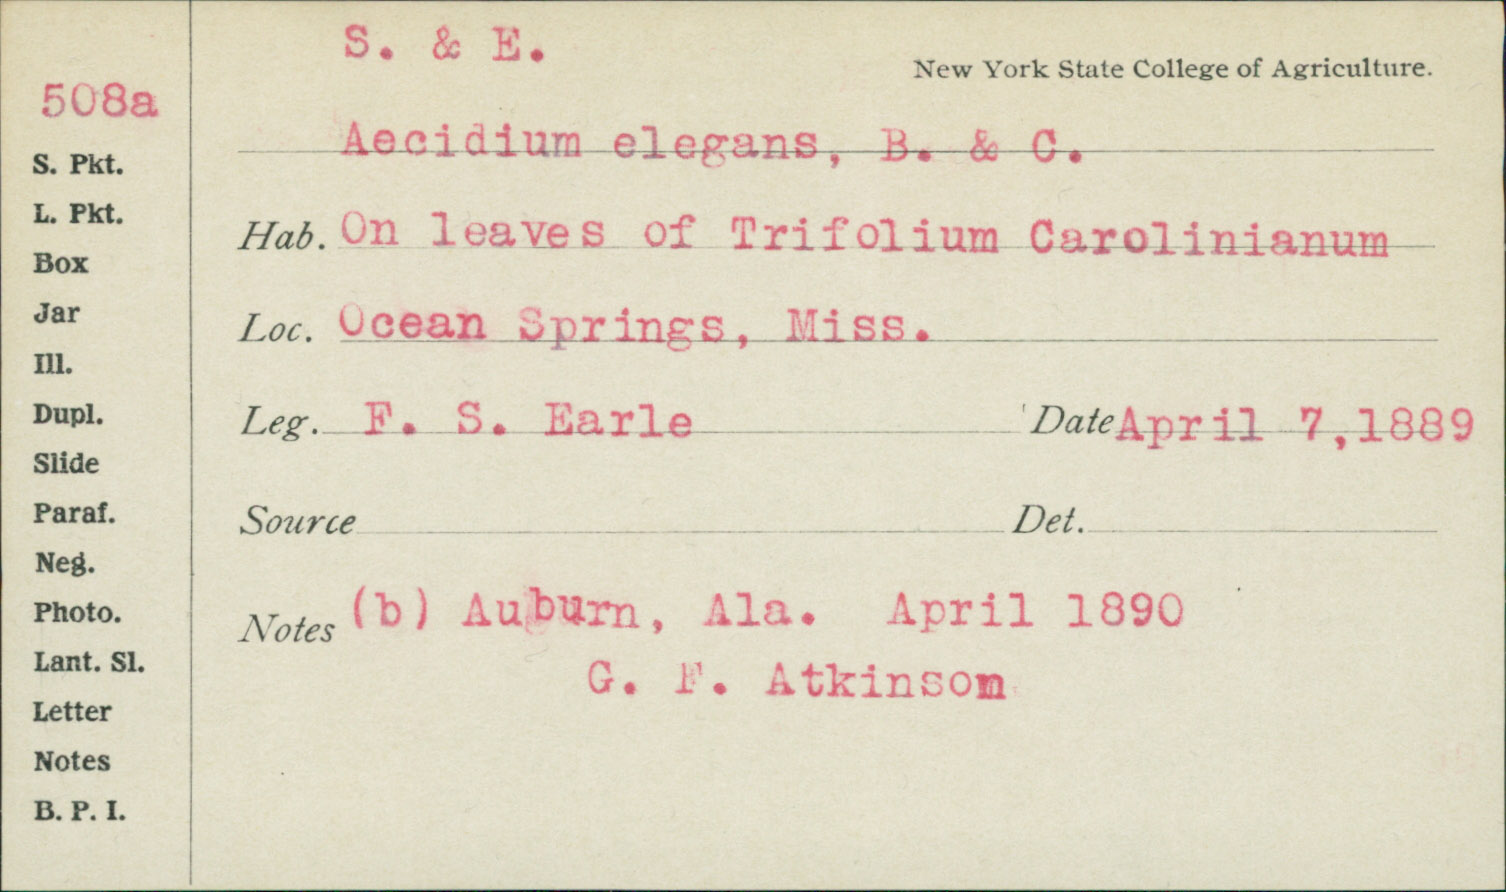 S. & E.
New York State College of Agriculture.
508a
Aecidium elegans, B. & C.
S. Pkt.
L. Pkt.
Hab. On leaves of Trifolium Carolinianum
Box
Jar
Loc. Ocean Springs, Miss.
Ill.
Dupl.
Leg. F. S. Earle Date April 7,1889
Slide
Paraf.
Source Det.
Neg.
Photo.
Notes (b) Auburn, Ala. April 1890
Lant. Sl.
G. F. Atkinson
Letter
Notes
B. P. I.